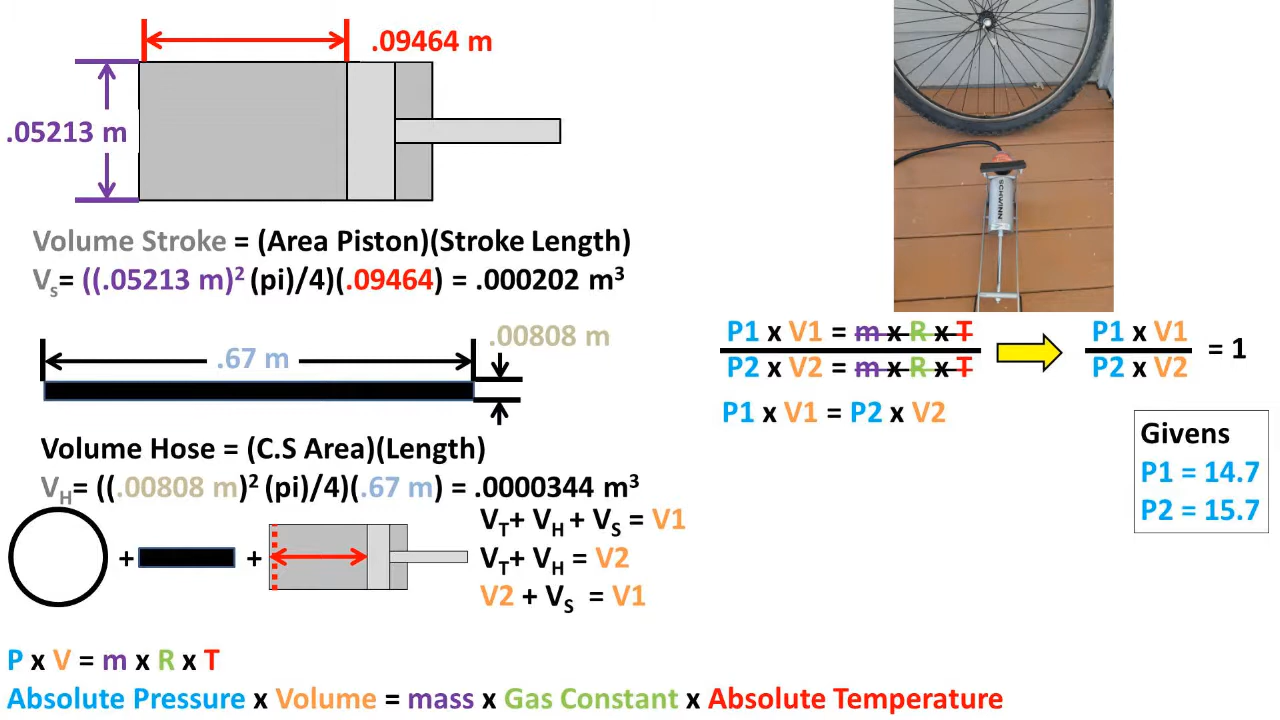 .09464 m
.05213 m
Volume Stroke = (Area Piston)(Stroke Length)
Vs= ((.05213 m)² (pi)/4)(.09464) = .000202 m³
.00808 m
.67 m
Volume Hose = (C.S Area)(Length)
VH= ((.00808 m)² (pi)/4)(.67 m) = .0000344 m³
+ +
VT+ VH + VS = V1
VT+ VH = V2
V2 + VS = V1
P x V = m x R x T
Absolute Pressure x Volume = mass x Gas Constant x Absolute Temperature
SCHWINN
P1 x V1 = m x R x T
P2 x V2 = m x R x T
P1 x V1
P2 x V2
= 1
P1 x V1 = P2 x V2
Givens
P1 = 14.7
P2 = 15.7